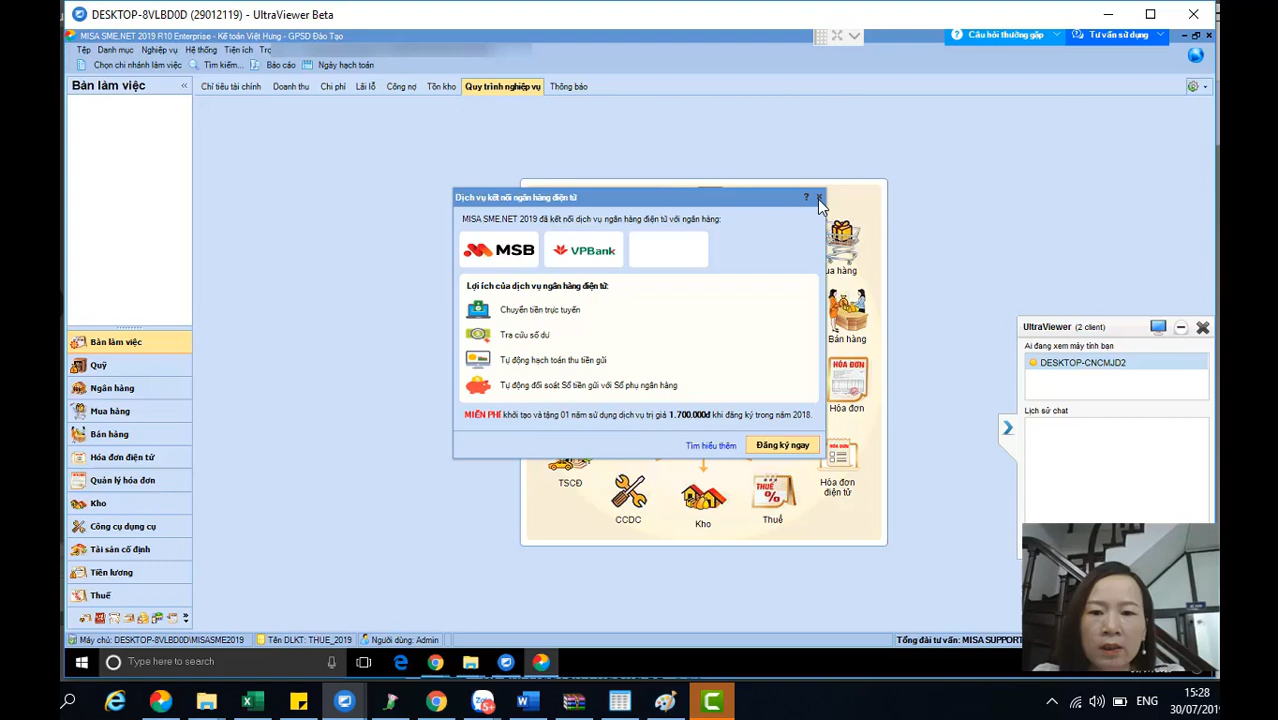 DESKTOP-8VLBD0D (29012119) - UltraViewer Beta
MISA SME.NET 2019 R10 Enterprise - Kế toán Việt Hưng - GPSD Đào Tạo
Câu hỏi thường gặp
Tư vấn sử dụng
Tệp Danh mục Nghiệp vụ Hệ thống Tiện ích
Chọn chi nhánh làm việc Tìm kiếm... Báo cáo Ngày hạch toán
Bàn làm việc
Chỉ tiêu tài chính Doanh thu Chi phí Lãi lỗ Công nợ Tồn kho Quy trình nghiệp vụ Thông báo
Dịch vụ kết nối ngân hàng điện tử
MISA SME.NET 2019 đã kết nối dịch vụ ngân hàng điện tử với ngân hàng:
MSB VPBank
Lợi ích của dịch vụ ngân hàng điện tử:
Chuyển tiền trực tuyến
Tra cứu số dư
Tự động hạch toán thu tiền gửi
Tự động đối soát Sổ tiền gửi với Sổ phụ ngân hàng
MIỄN PHÍ khởi tạo và tặng 01 năm sử dụng dịch vụ trị giá 1.700.000đ khi đăng ký trong năm 2018.
Tìm hiểu thêm Đăng ký ngay
Bán hàng
HÓA ĐƠN
Hóa đơn
Hóa đơn điện tử
TSCĐ
CCDC
Kho
THUẾ
%
Thuế
Bàn làm việc
Quỹ
Ngân hàng
Mua hàng
Bán hàng
Hóa đơn điện tử
Quản lý hóa đơn
Kho
Công cụ dụng cụ
Tài sản cố định
Tiền lương
Thuế
UltraViewer (2 client)
Ai đang xem máy tính bạn
DESKTOP-CNCMJD2
Lịch sử chat
Máy chủ: DESKTOP-8VLBD0D\MISASME2019 Tên DLKT: THUE_2019 Người dùng: Admin
Tổng đài tư vấn: MISA SUPPORT
Type here to search
ENG
15:28
30/07/2019